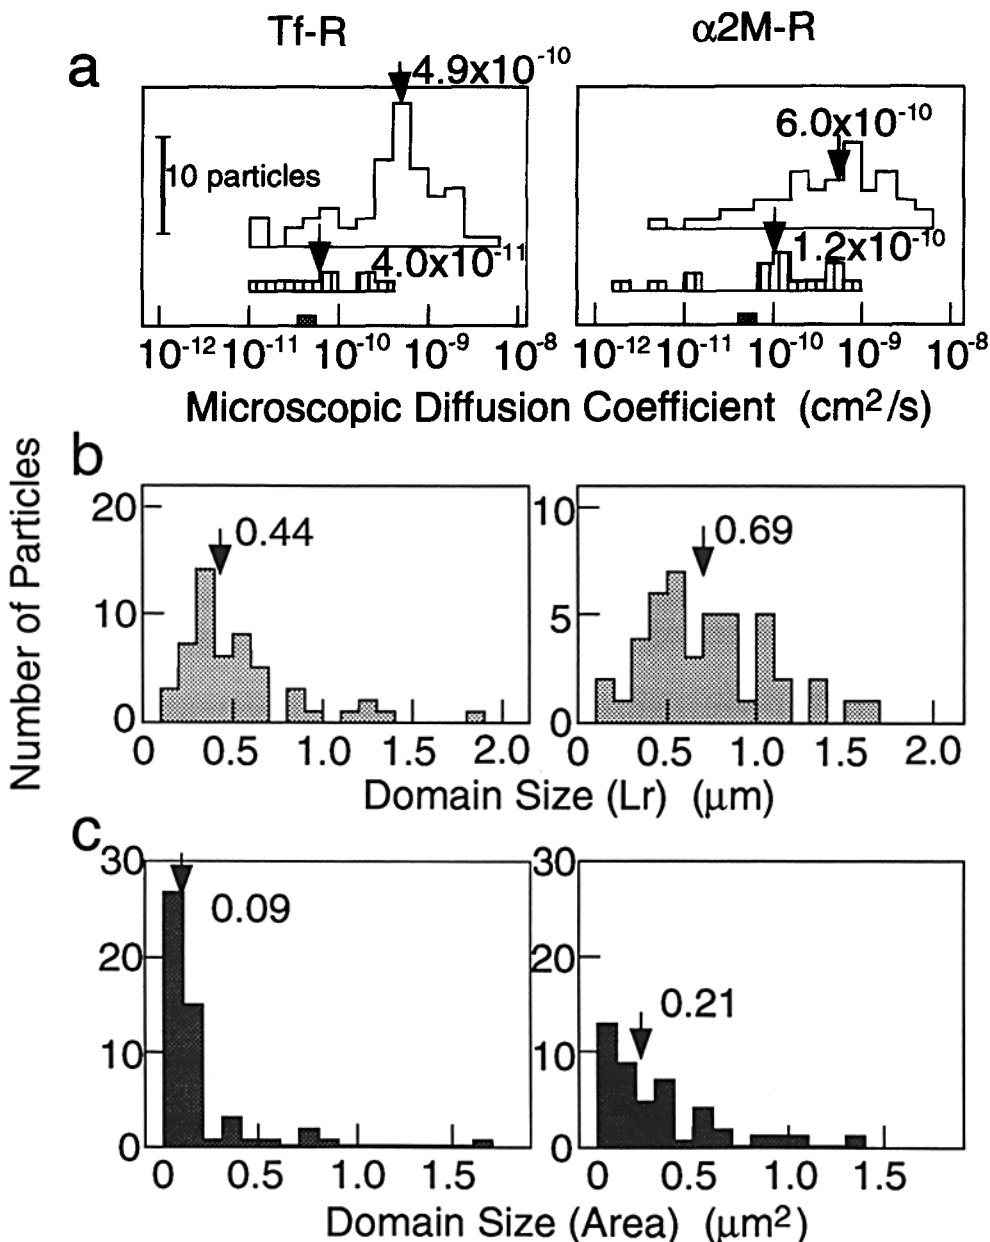 Tf-R α2M-R
a
4.9x10⁻¹⁰
6.0x10⁻¹⁰
10 particles
4.0x10⁻¹¹
1.2x10⁻¹⁰
10⁻¹² 10⁻¹¹ 10⁻¹⁰ 10⁻⁹ 10⁻⁸ 10⁻¹² 10⁻¹¹ 10⁻¹⁰ 10⁻⁹ 10⁻⁸
Microscopic Diffusion Coefficient (cm²/s)
Number of Particles
b
20 10
0.44 0.69
10 5
0 0
0 0.5 1.0 1.5 2.0 0 0.5 1.0 1.5 2.0
Domain Size (Lr) (μm)
c
30 30
0.09
20 20
0.21
10 10
0 0
0 0.5 1.0 1.5 0 0.5 1.0 1.5
Domain Size (Area) (μm²)